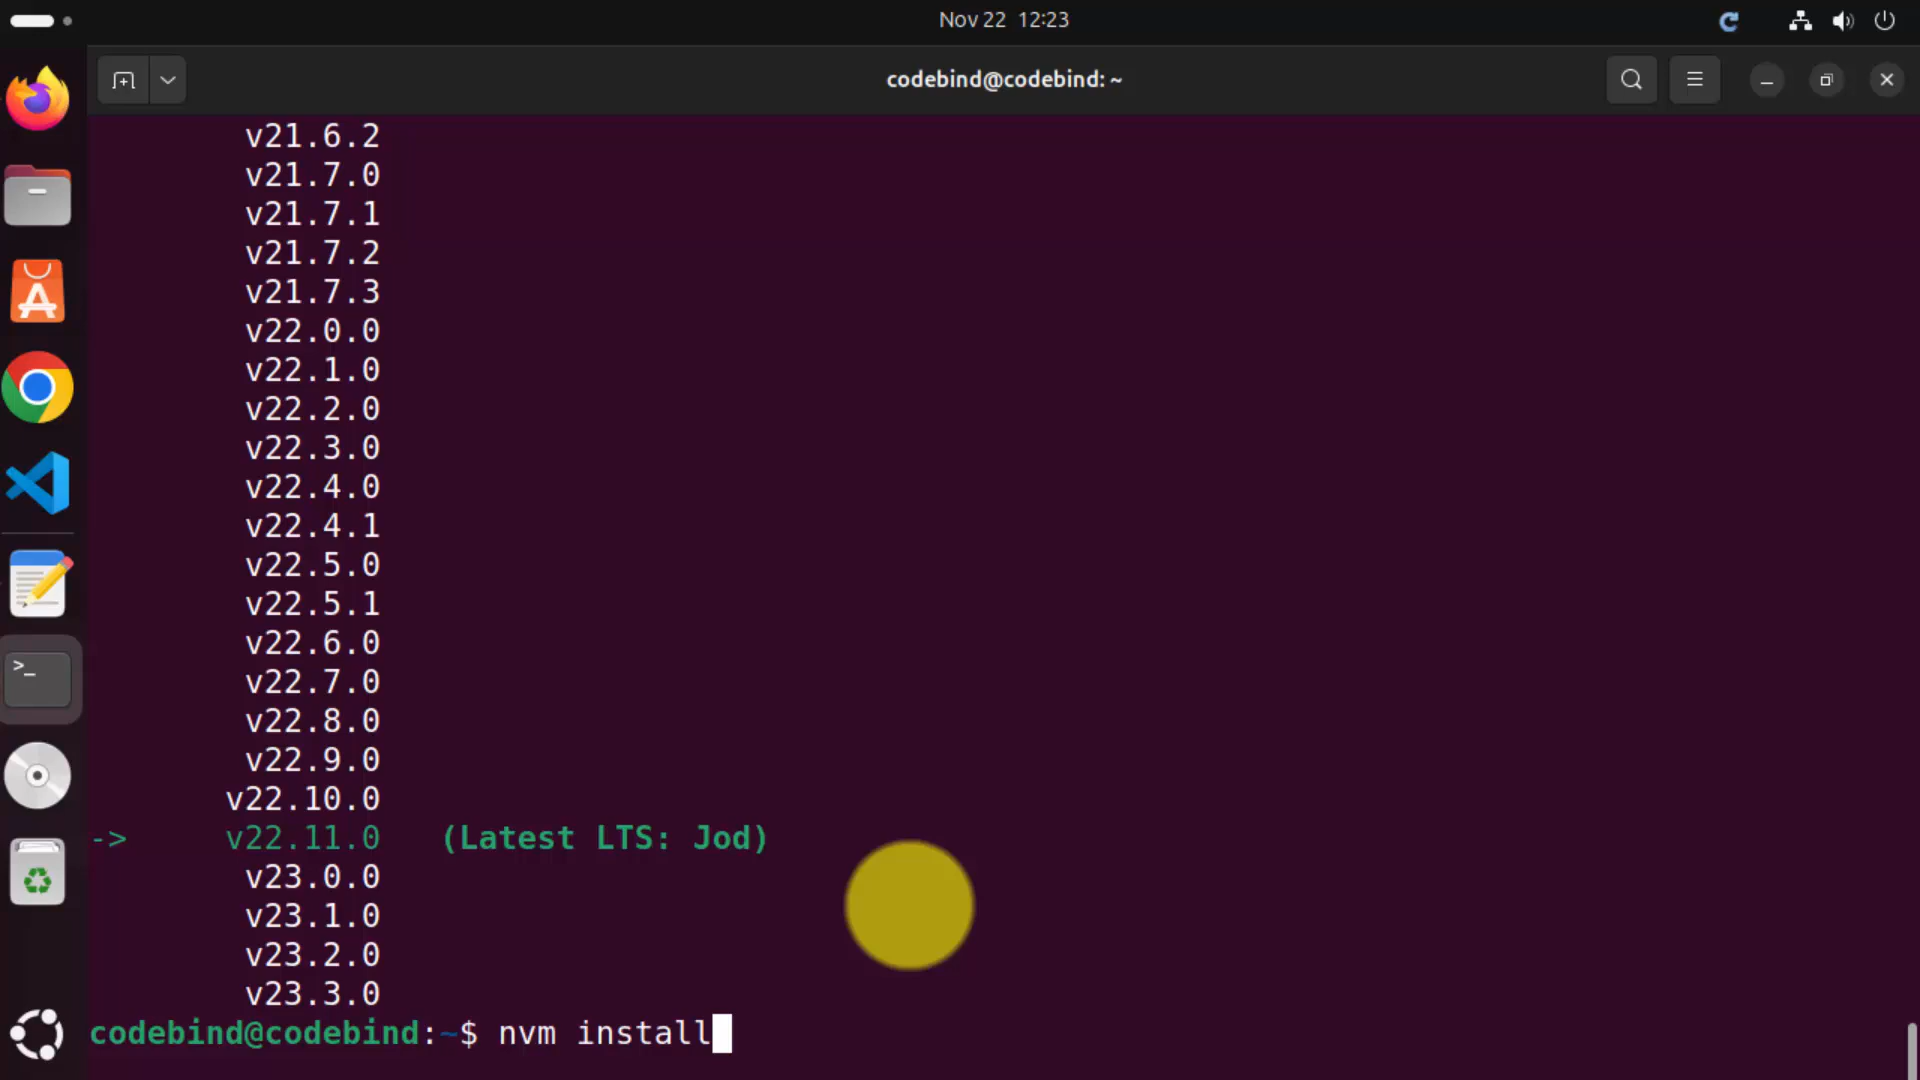 Nov 22 12:23
codebind@codebind: ~
v21.6.2
v21.7.0
v21.7.1
v21.7.2
v21.7.3
v22.0.0
v22.1.0
v22.2.0
v22.3.0
v22.4.0
v22.4.1
v22.5.0
v22.5.1
v22.6.0
v22.7.0
v22.8.0
v22.9.0
v22.10.0
-> v22.11.0 (Latest LTS: Jod)
v23.0.0
v23.1.0
v23.2.0
v23.3.0
codebind@codebind:~$ nvm install